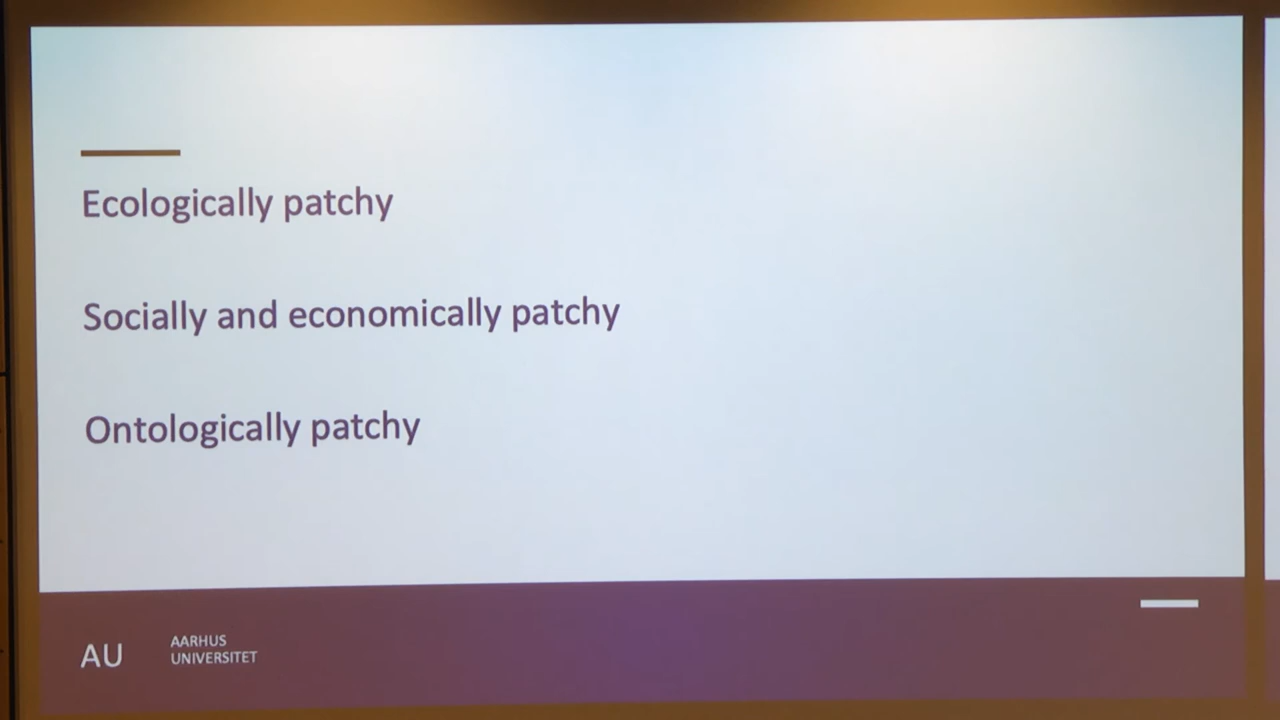 Ecologically patchy
Socially and economically patchy
Ontologically patchy
AU
AARHUS
UNIVERSITET